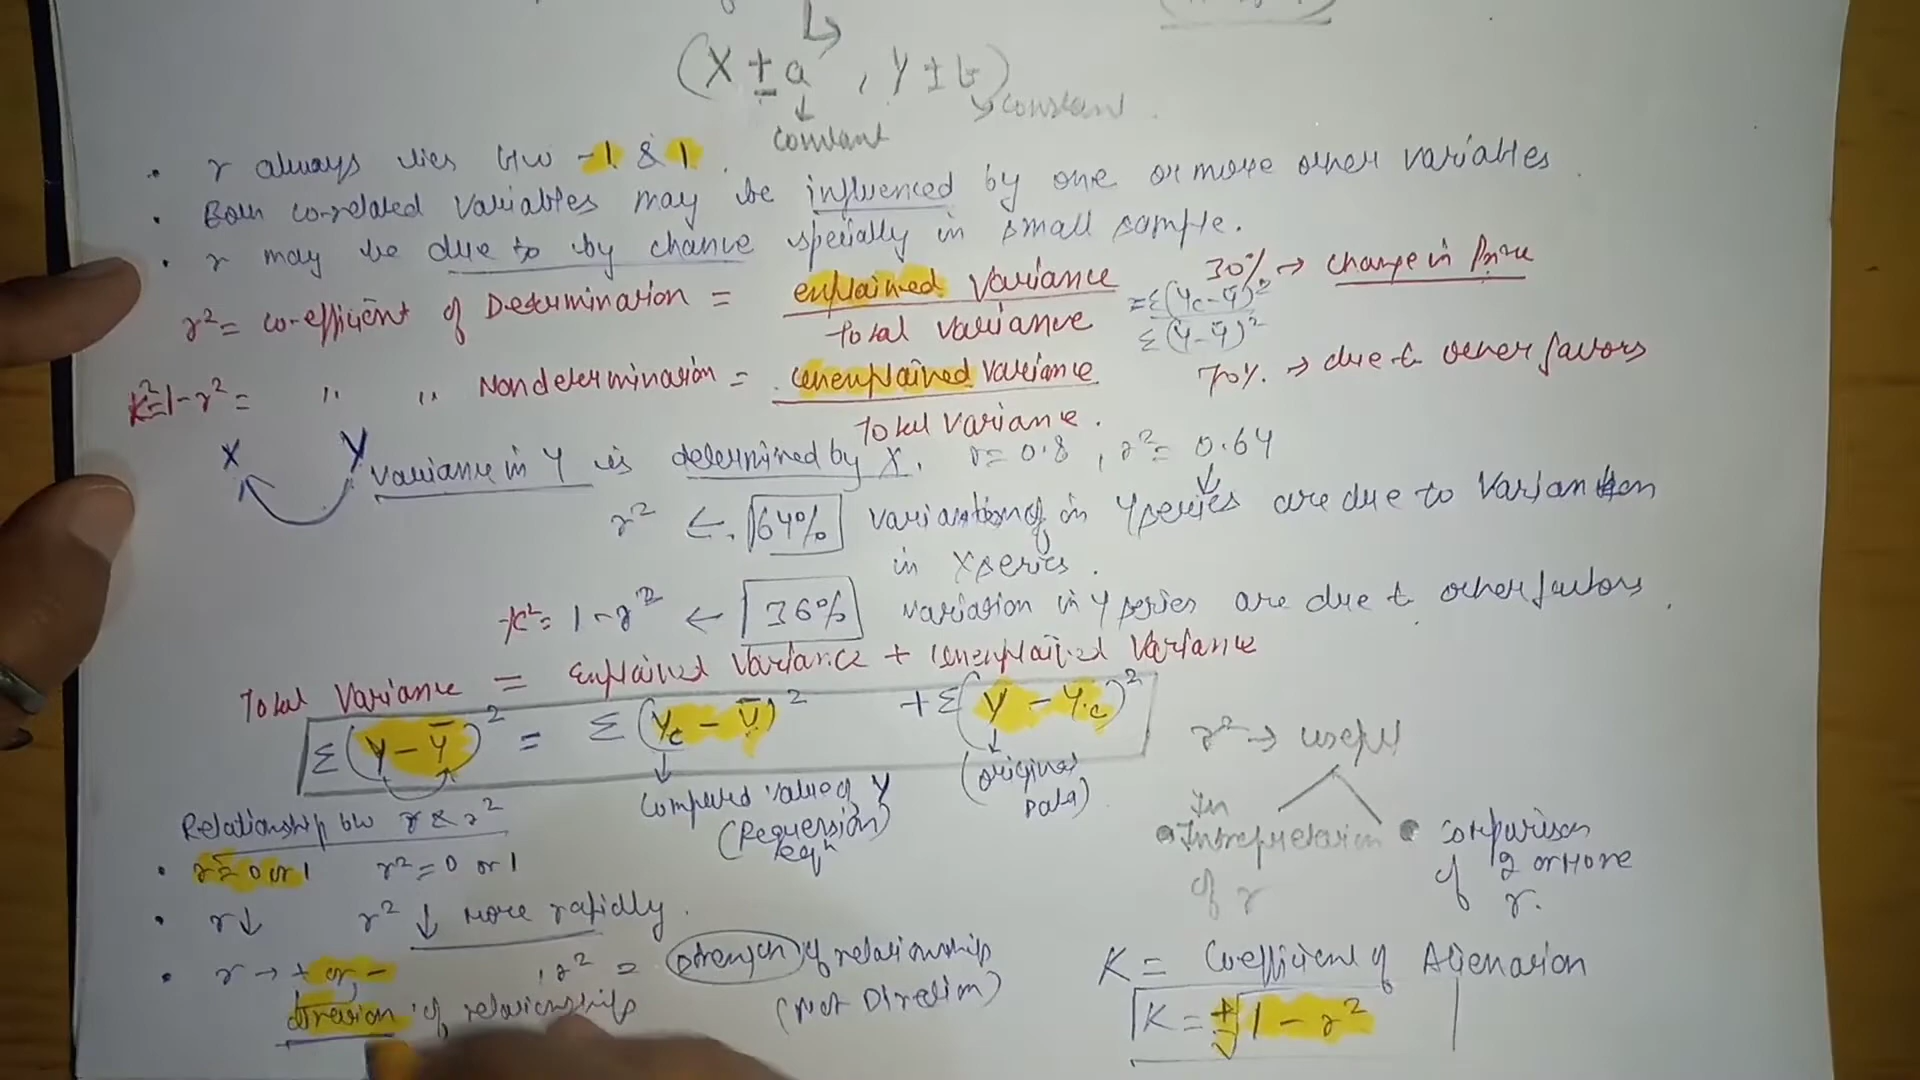 (X ± a , Y ± b)
constant
constant
• r always lies b/w -1 & 1.
• Both co-related variables may be influenced by one or more other variables.
• r may be due to by chance specially in small sample.
r² = co-efficient of Determination = explained variance / Total variance = Σ(Yc - Ȳ)² / Σ(Y - Ȳ)²
30% → change in Price
K² = 1 - r² = " " Non determination = unexplained variance / Total variance.
70% → due to other factors
X Y variance in Y is determined by X. r = 0.8, r² = 0.64
r² ← 64% variation in Y series are due to variation
in X series.
K² = 1 - r² ← 36% variation in Y series are due to other factors.
Total Variance = Explained Variance + Unexplained Variance
Σ(Y - Ȳ)² = Σ(Yc - Ȳ)² + Σ(Y - Yc)²
Computed value of Y
(Regression eqⁿ)
(original Data)
r² → useful
• In Interpretation of r
• comparison of 2 or More r.
Relationship b/w r & r²
• r = 0 or 1 r² = 0 or 1
• r ↓ r² ↓ More rapidly.
• r → + or - , r² = strength of relationship
direction of relationship (not Direction)
K = Coefficient of Alienation
K = ±√1 - r²